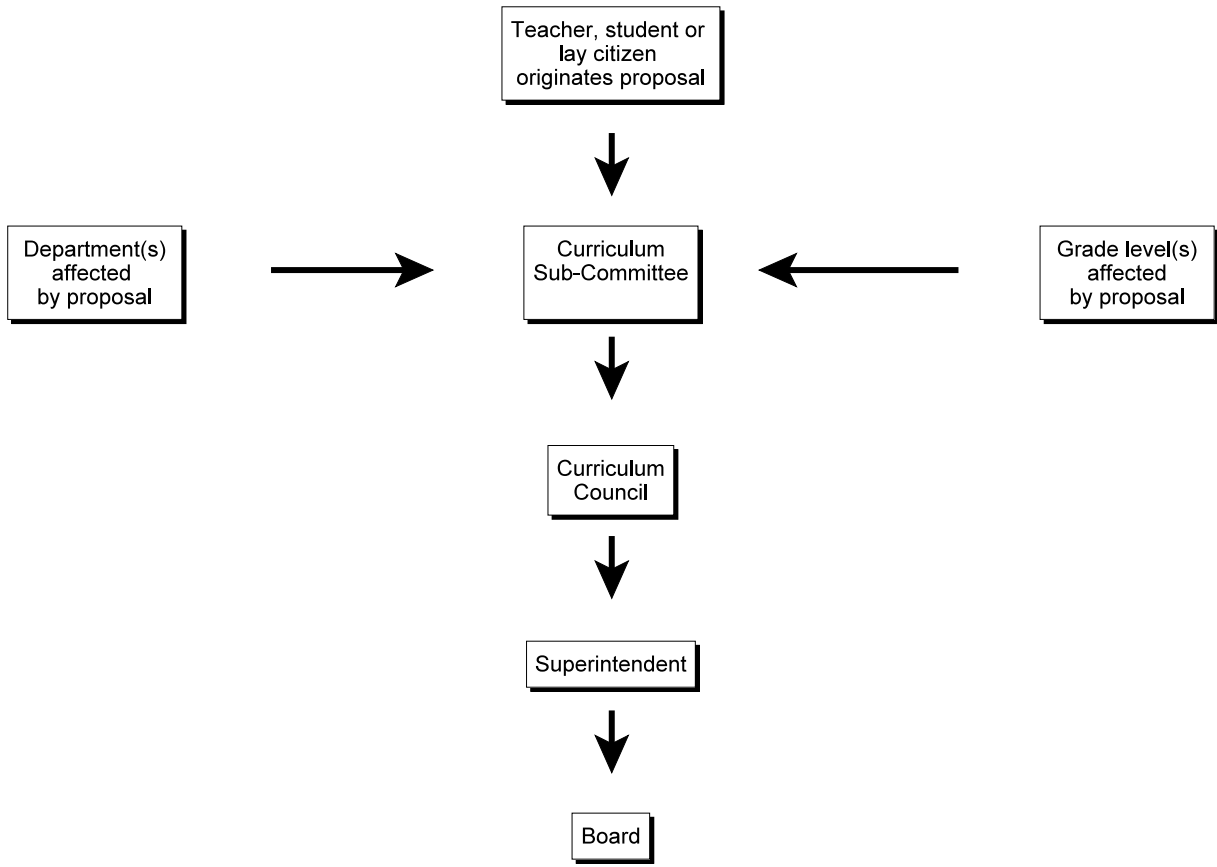 Teacher, student or
lay citizen
originates proposal
Department(s)
affected
by proposal
Curriculum
Sub-Committee
Grade level(s)
affected
by proposal
Curriculum
Council
Superintendent
Board